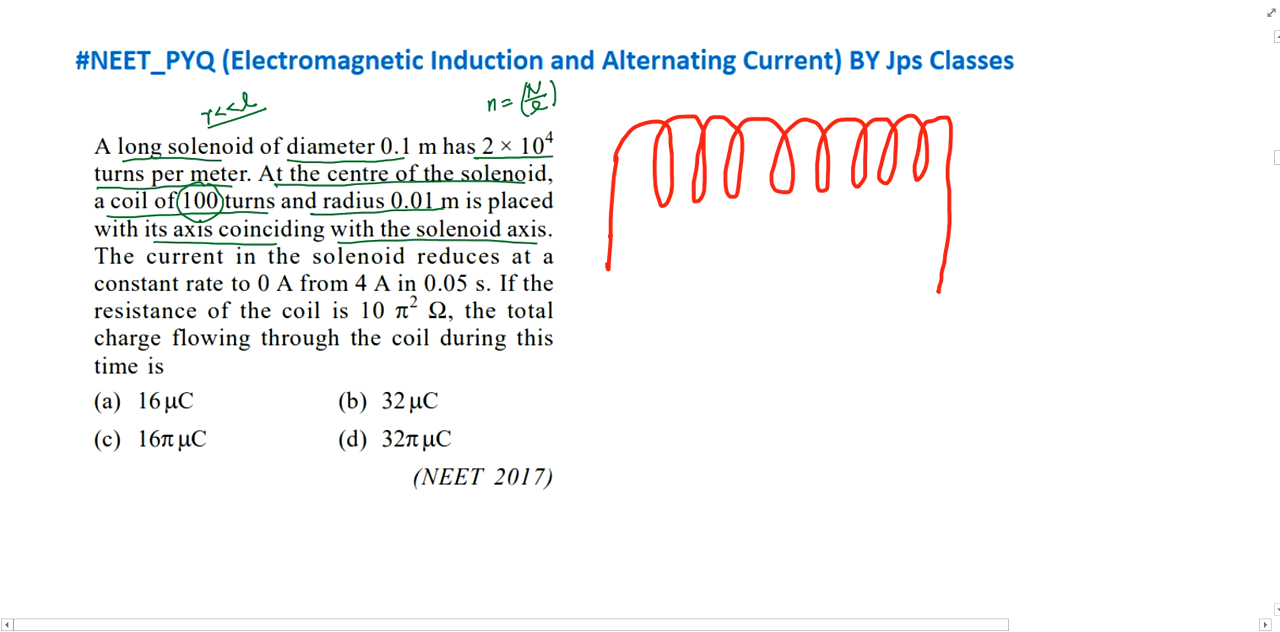 #NEET_PYQ (Electromagnetic Induction and Alternating Current) BY Jps Classes
r<<l
n = (N/l)
A long solenoid of diameter 0.1 m has 2 × 10⁴
turns per meter. At the centre of the solenoid,
a coil of 100 turns and radius 0.01 m is placed
with its axis coinciding with the solenoid axis.
The current in the solenoid reduces at a
constant rate to 0 A from 4 A in 0.05 s. If the
resistance of the coil is 10 π² Ω, the total
charge flowing through the coil during this
time is
(a) 16 μC (b) 32 μC
(c) 16π μC (d) 32π μC
(NEET 2017)